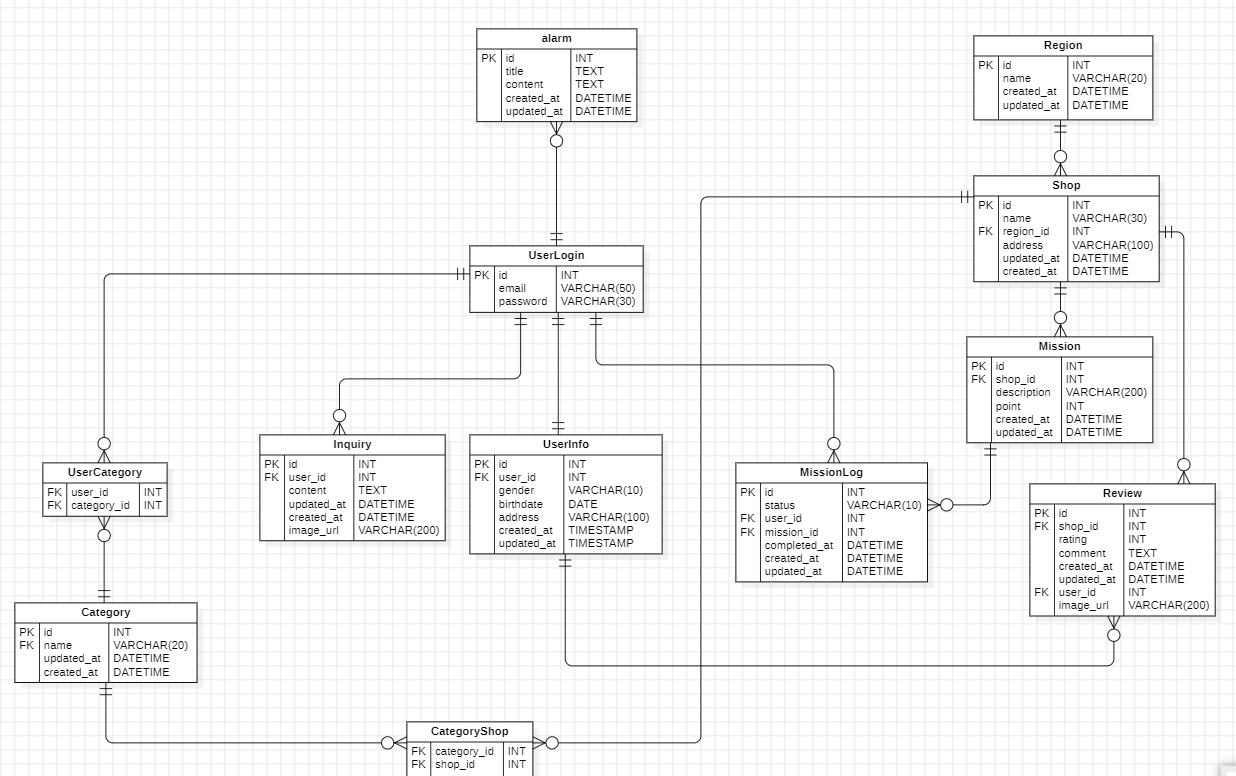 alarm
PK id INT
title TEXT
content TEXT
created_at DATETIME
updated_at DATETIME
Region
PK id INT
name VARCHAR(20)
created_at DATETIME
updated_at DATETIME
Shop
PK id INT
name VARCHAR(30)
FK region_id INT
address VARCHAR(100)
updated_at DATETIME
created_at DATETIME
UserLogin
PK id INT
email VARCHAR(50)
password VARCHAR(30)
Mission
PK id INT
FK shop_id INT
description VARCHAR(200)
point INT
created_at DATETIME
updated_at DATETIME
Inquiry
PK id INT
FK user_id INT
content TEXT
updated_at DATETIME
created_at DATETIME
image_url VARCHAR(200)
UserInfo
PK id INT
FK user_id INT
gender VARCHAR(10)
birthdate DATE
address VARCHAR(100)
created_at TIMESTAMP
updated_at TIMESTAMP
UserCategory
FK user_id INT
FK category_id INT
MissionLog
PK id INT
status VARCHAR(10)
FK user_id INT
FK mission_id INT
completed_at DATETIME
created_at DATETIME
updated_at DATETIME
Review
PK id INT
FK shop_id INT
rating INT
comment TEXT
created_at DATETIME
updated_at DATETIME
FK user_id INT
image_url VARCHAR(200)
Category
PK id INT
FK name VARCHAR(20)
updated_at DATETIME
created_at DATETIME
CategoryShop
FK category_id INT
FK shop_id INT